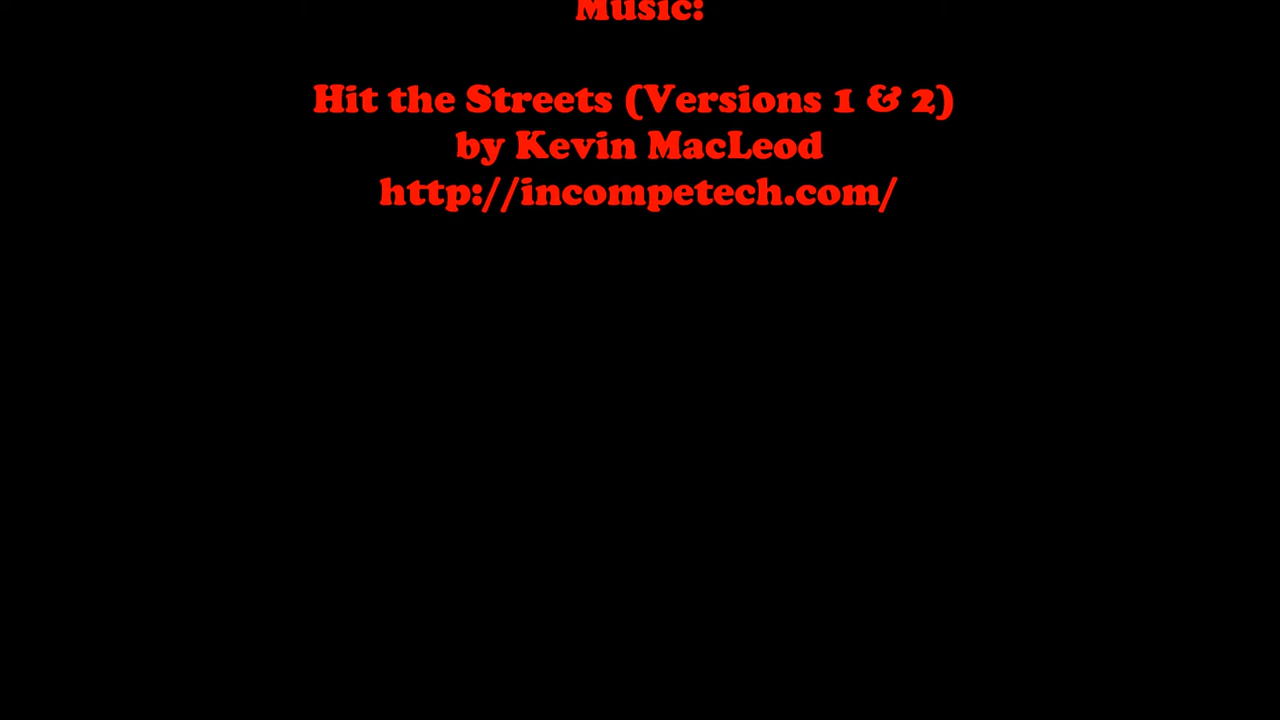 Music:
Hit the Streets (Versions 1 & 2)
by Kevin MacLeod
http://incompetech.com/